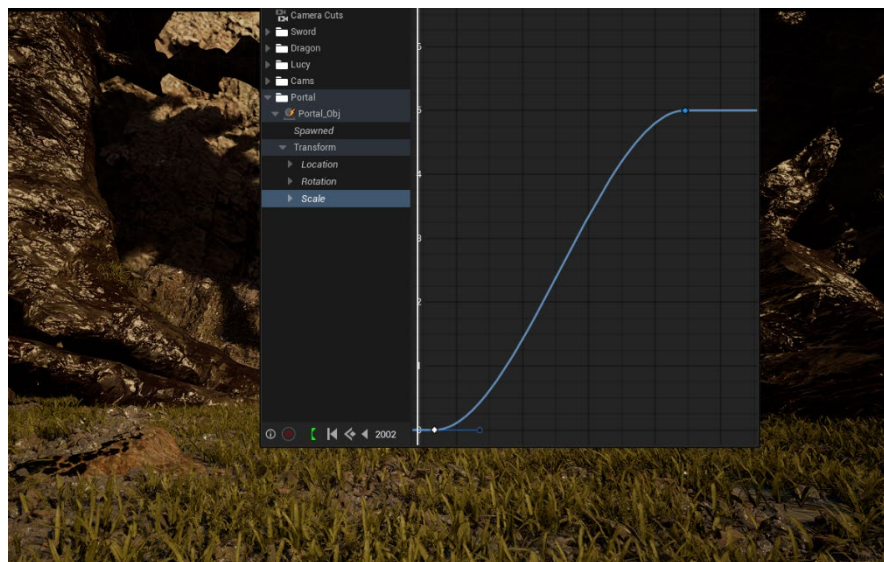 Camera Cuts
Sword
Dragon
Lucy
Cams
Portal
Portal_Obj
Spawned
Transform
Location
Rotation
Scale
2002
5
4
3
2
1